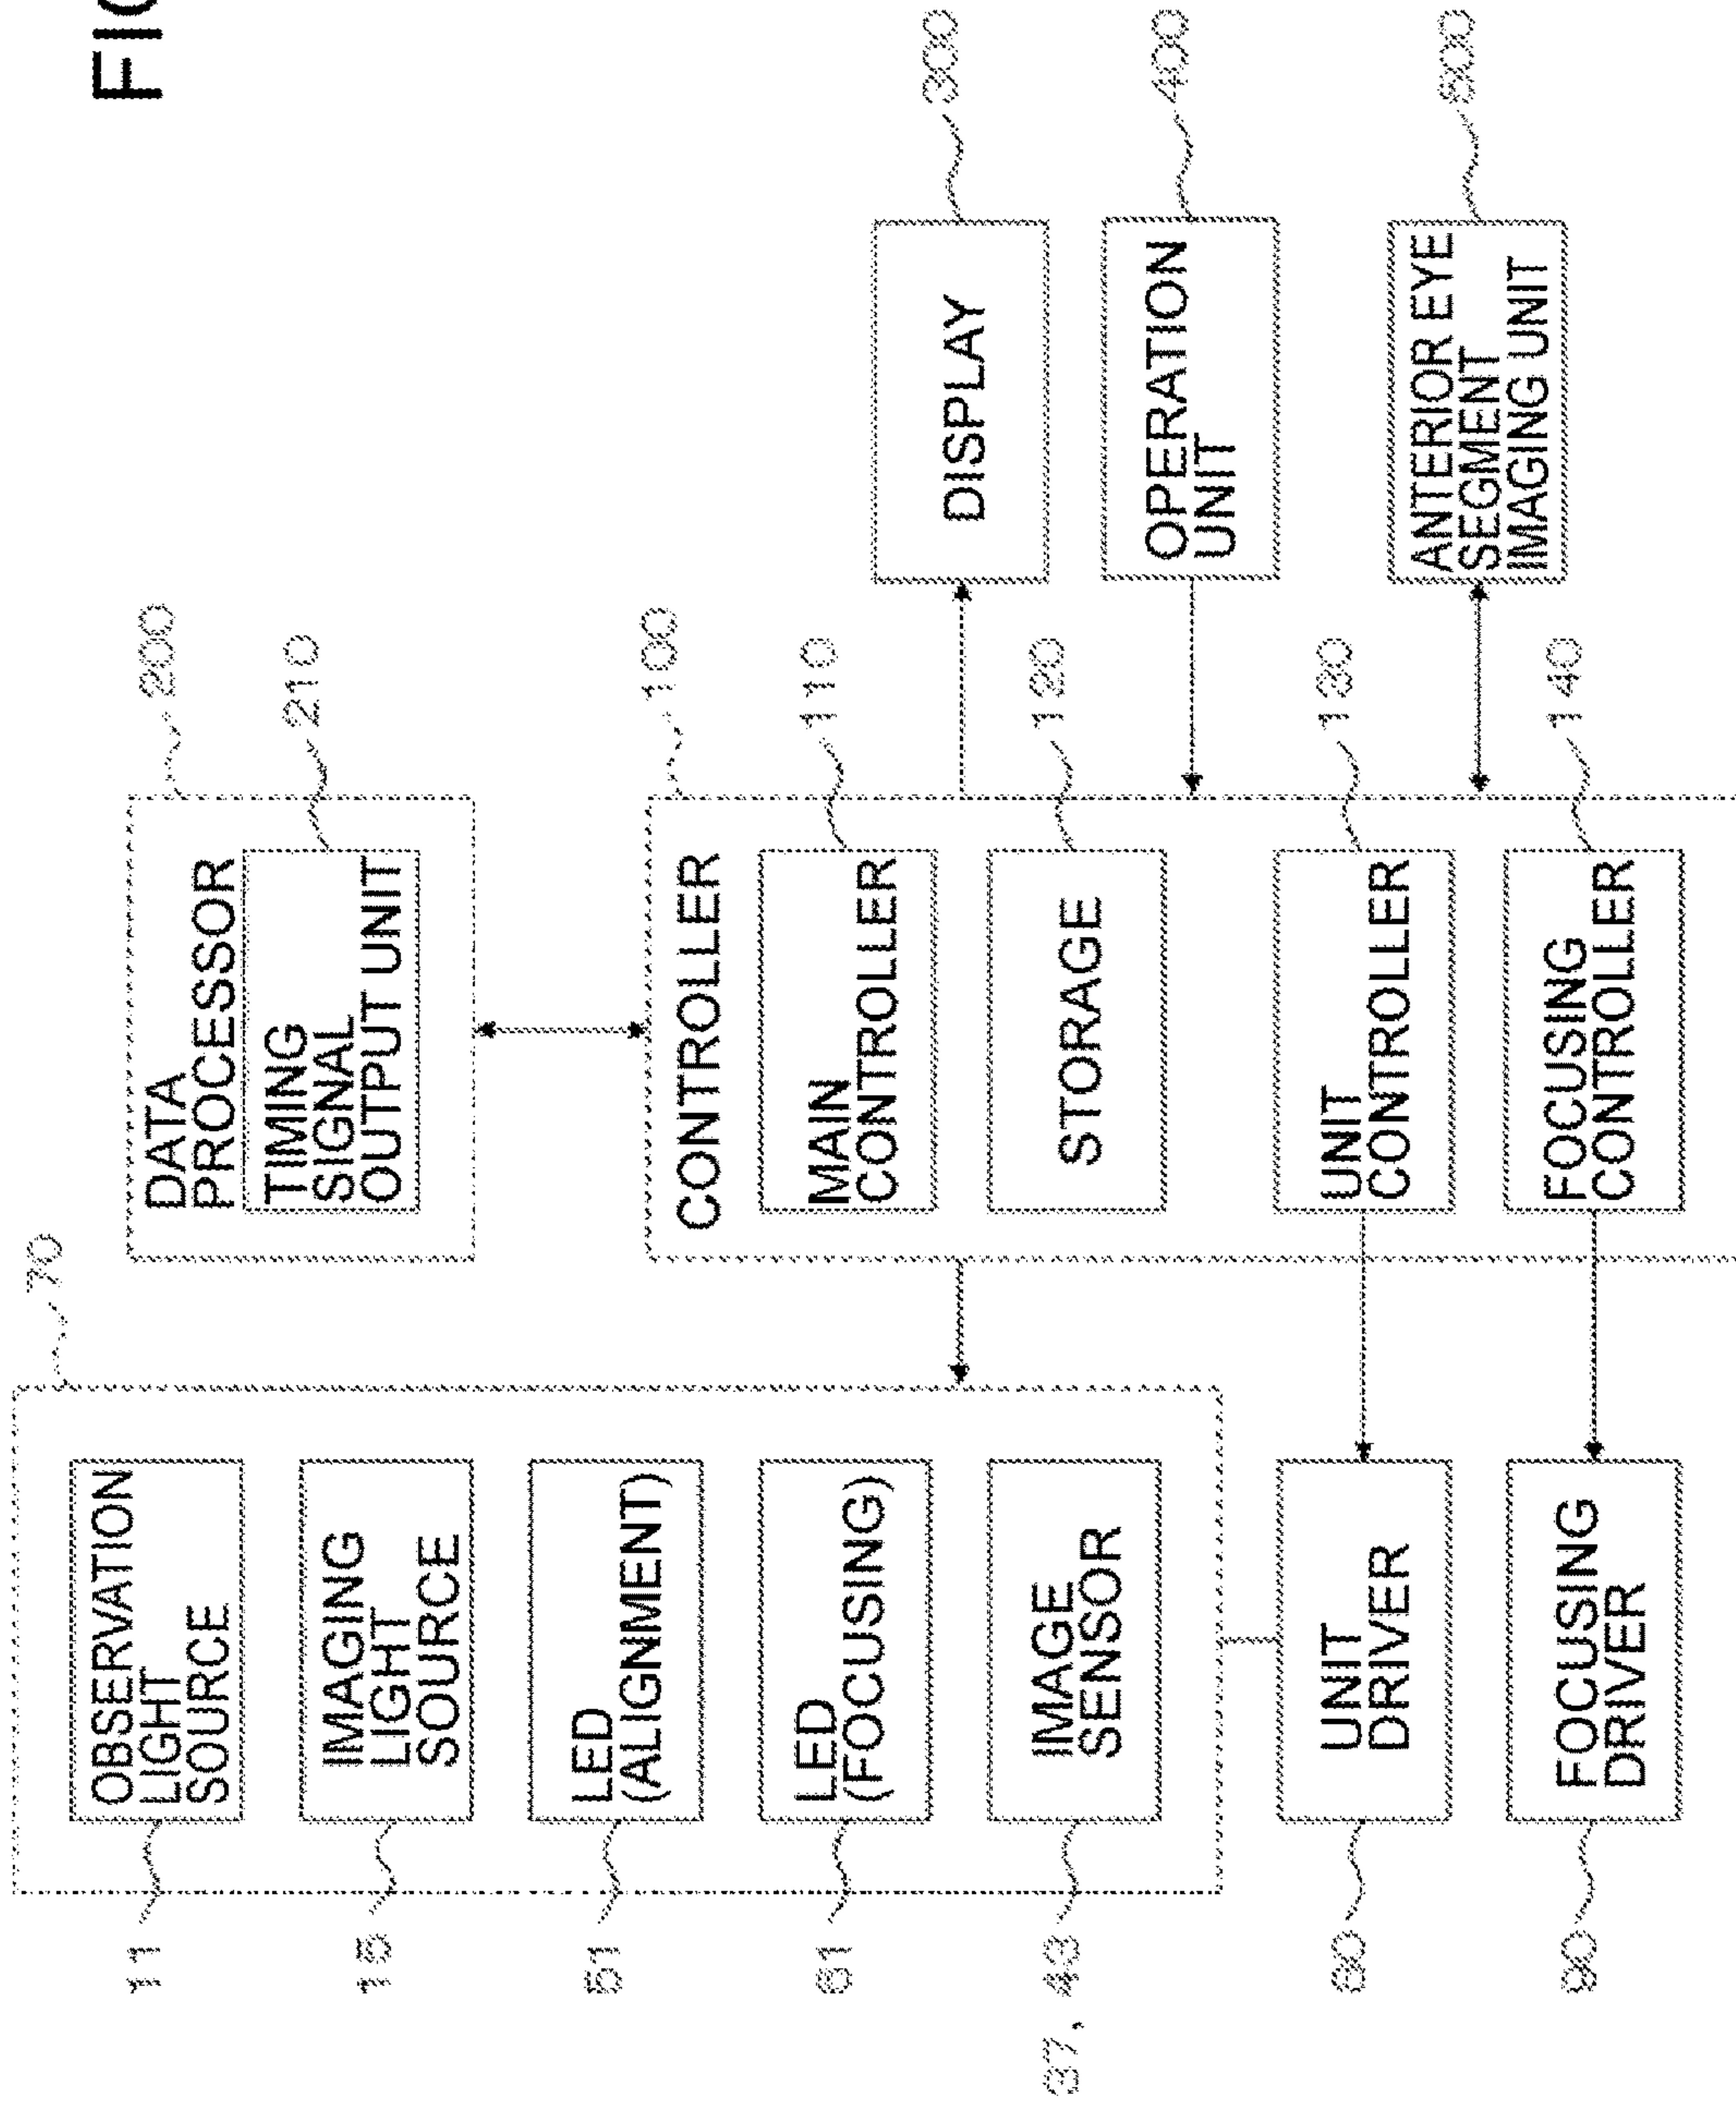 FIG
70
200
11
OBSERVATION
LIGHT
SOURCE
DATA
PROCESSOR
210
TIMING
SIGNAL
OUTPUT UNIT
15
IMAGING
LIGHT
SOURCE
51
LED
(ALIGNMENT)
100
CONTROLLER
61
LED
(FOCUSING)
110
MAIN
CONTROLLER
300
DISPLAY
37, 43
IMAGE
SENSOR
120
STORAGE
400
OPERATION
UNIT
80
UNIT
DRIVER
130
UNIT
CONTROLLER
ANTERIOR EYE
SEGMENT
IMAGING UNIT
90
FOCUSING
DRIVER
140
FOCUSING
CONTROLLER